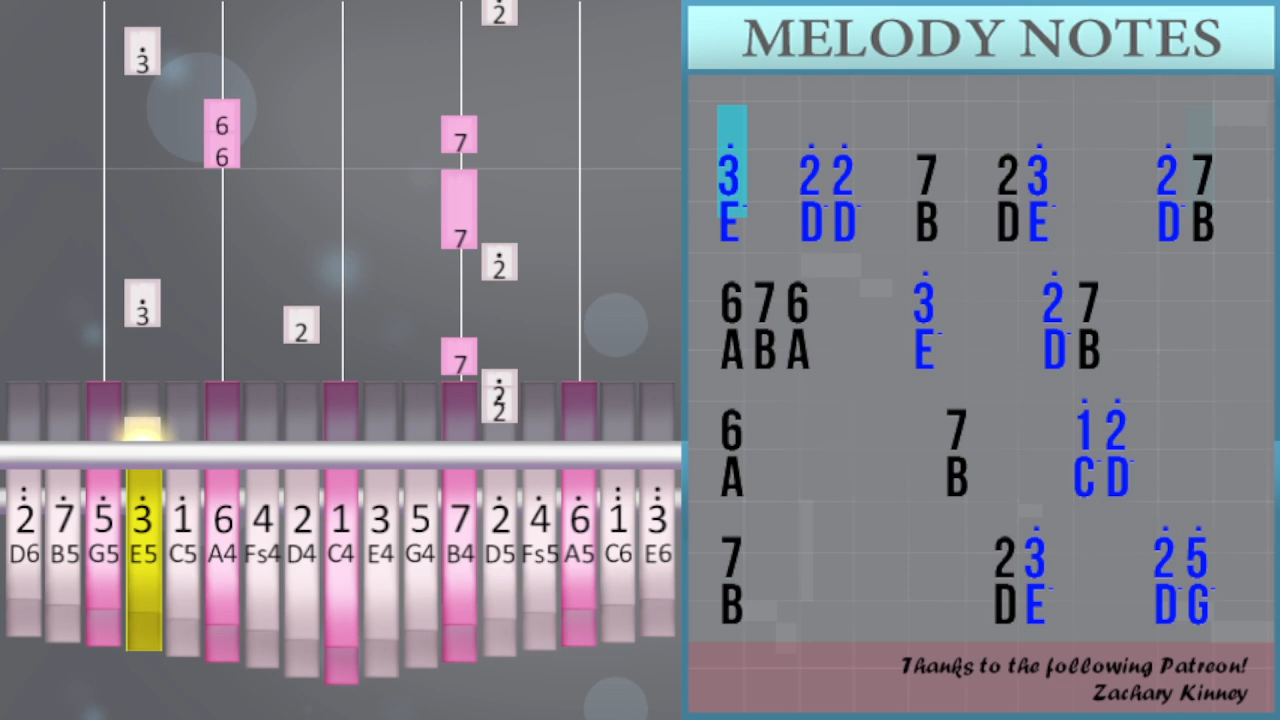 2̇
3̇
6
6
7
7
2̇
3̇
2
7
2̇
2̇
2̈ 7̇ 5̇ 3̇ 1̇ 6 4 2 1 3 5 7 2̇ 4̇ 6̇ 1̈ 3̈
D6 B5 G5 E5 C5 A4 Fs4 D4 C4 E4 G4 B4 D5 Fs5 A5 C6 E6
MELODY NOTES
3̇ 2̇ 2̇ 7 2 3̇ 2̇ 7
E- D- D- B D E- D- B
6 7 6 3̇ 2̇ 7
A B A E- D- B
6 7 1̇ 2̇
A B C- D-
7 2 3̇ 2̇ 5̇
B D E- D- G-
Thanks to the following Patreon!
Zachary Kinney